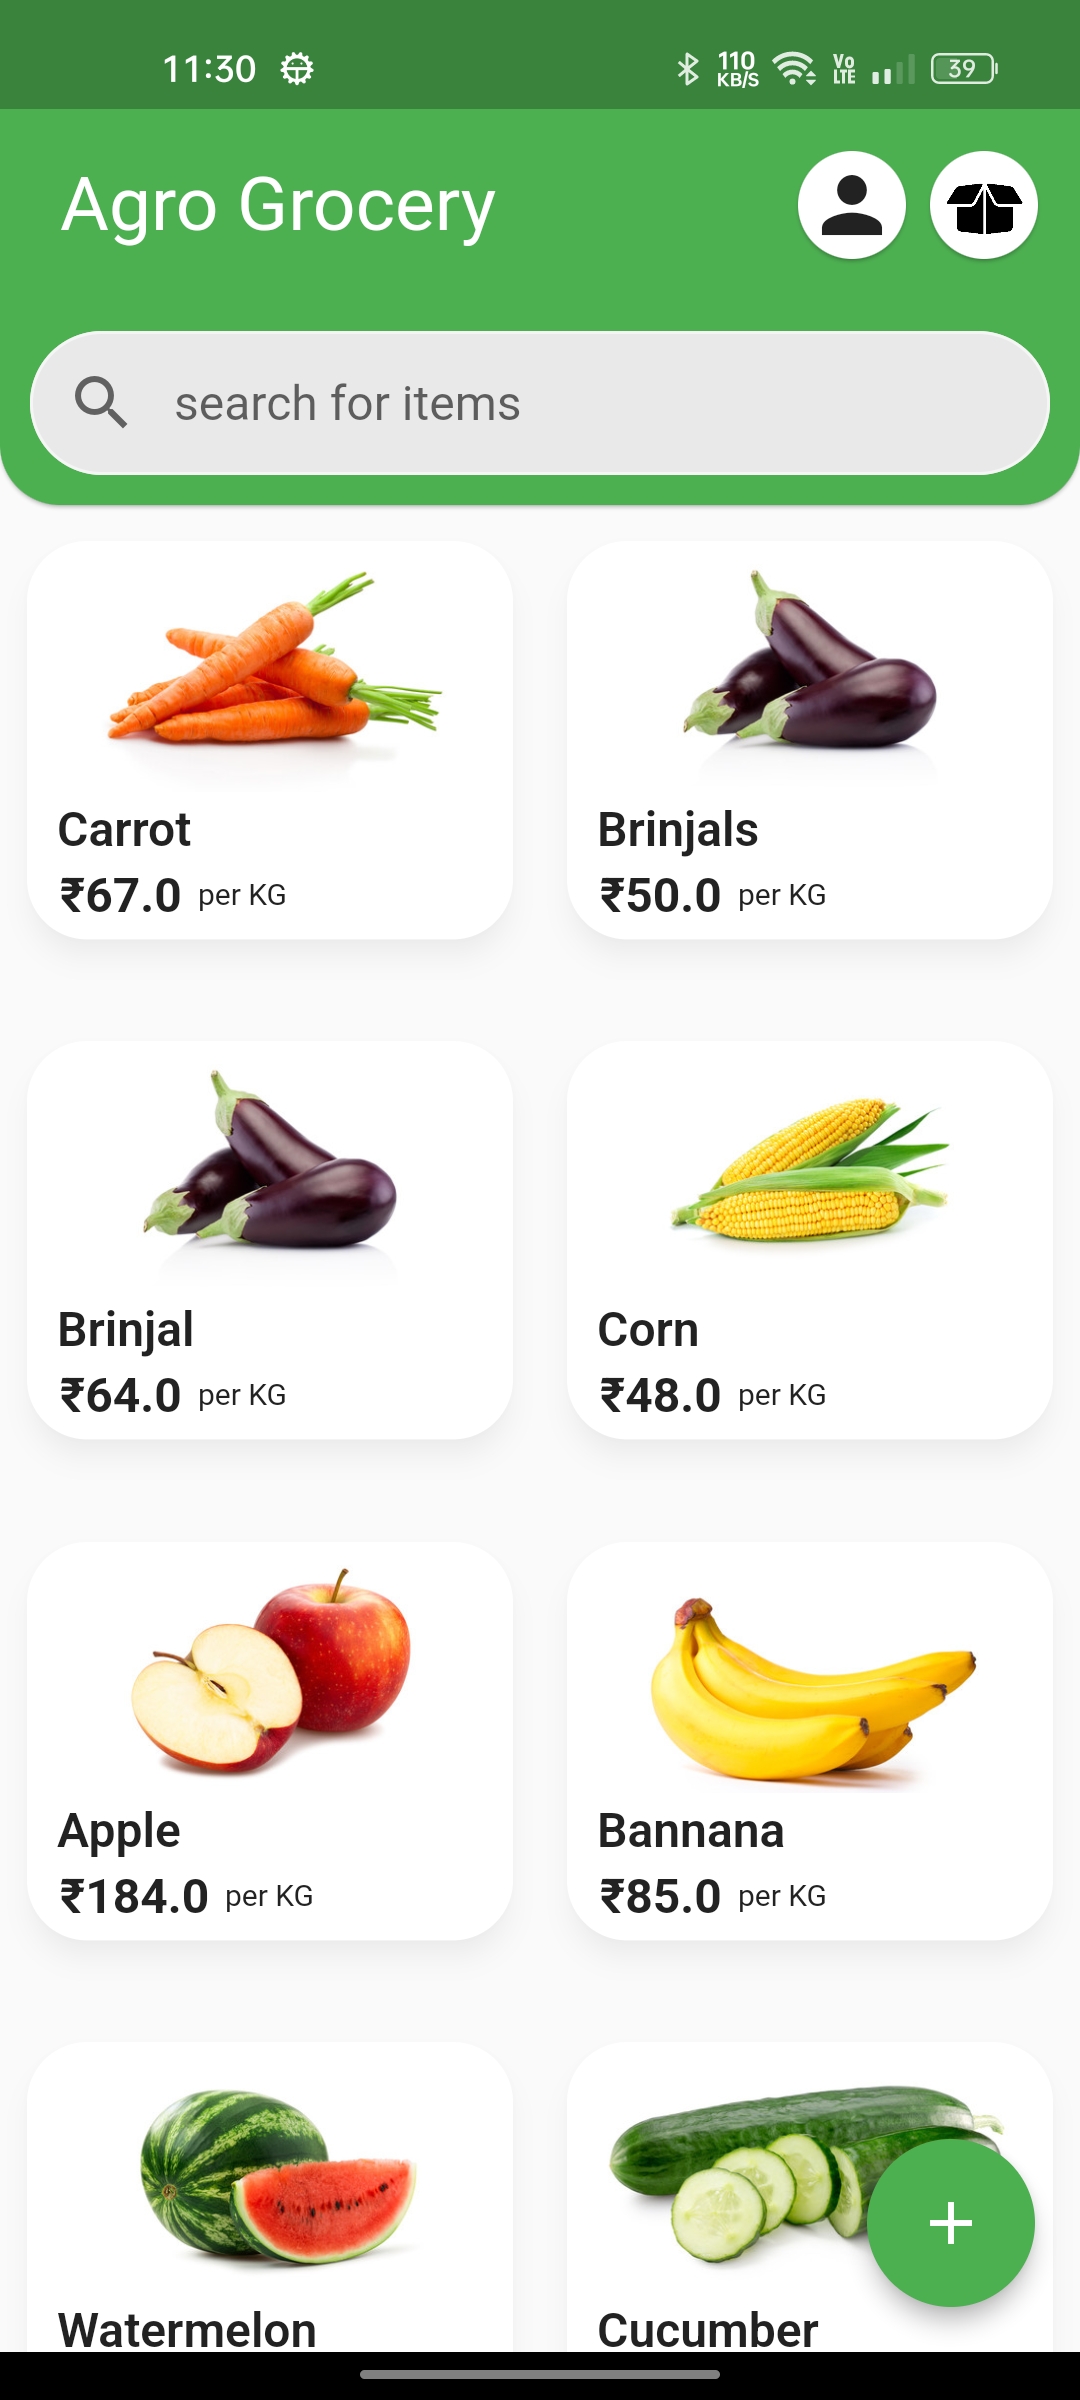 11:30
110
KB/S
Vo
LTE
39
Agro Grocery
search for items
Carrot
₹67.0 per KG
Brinjals
₹50.0 per KG
Brinjal
₹64.0 per KG
Corn
₹48.0 per KG
Apple
₹184.0 per KG
Bannana
₹85.0 per KG
Watermelon
Cucumber